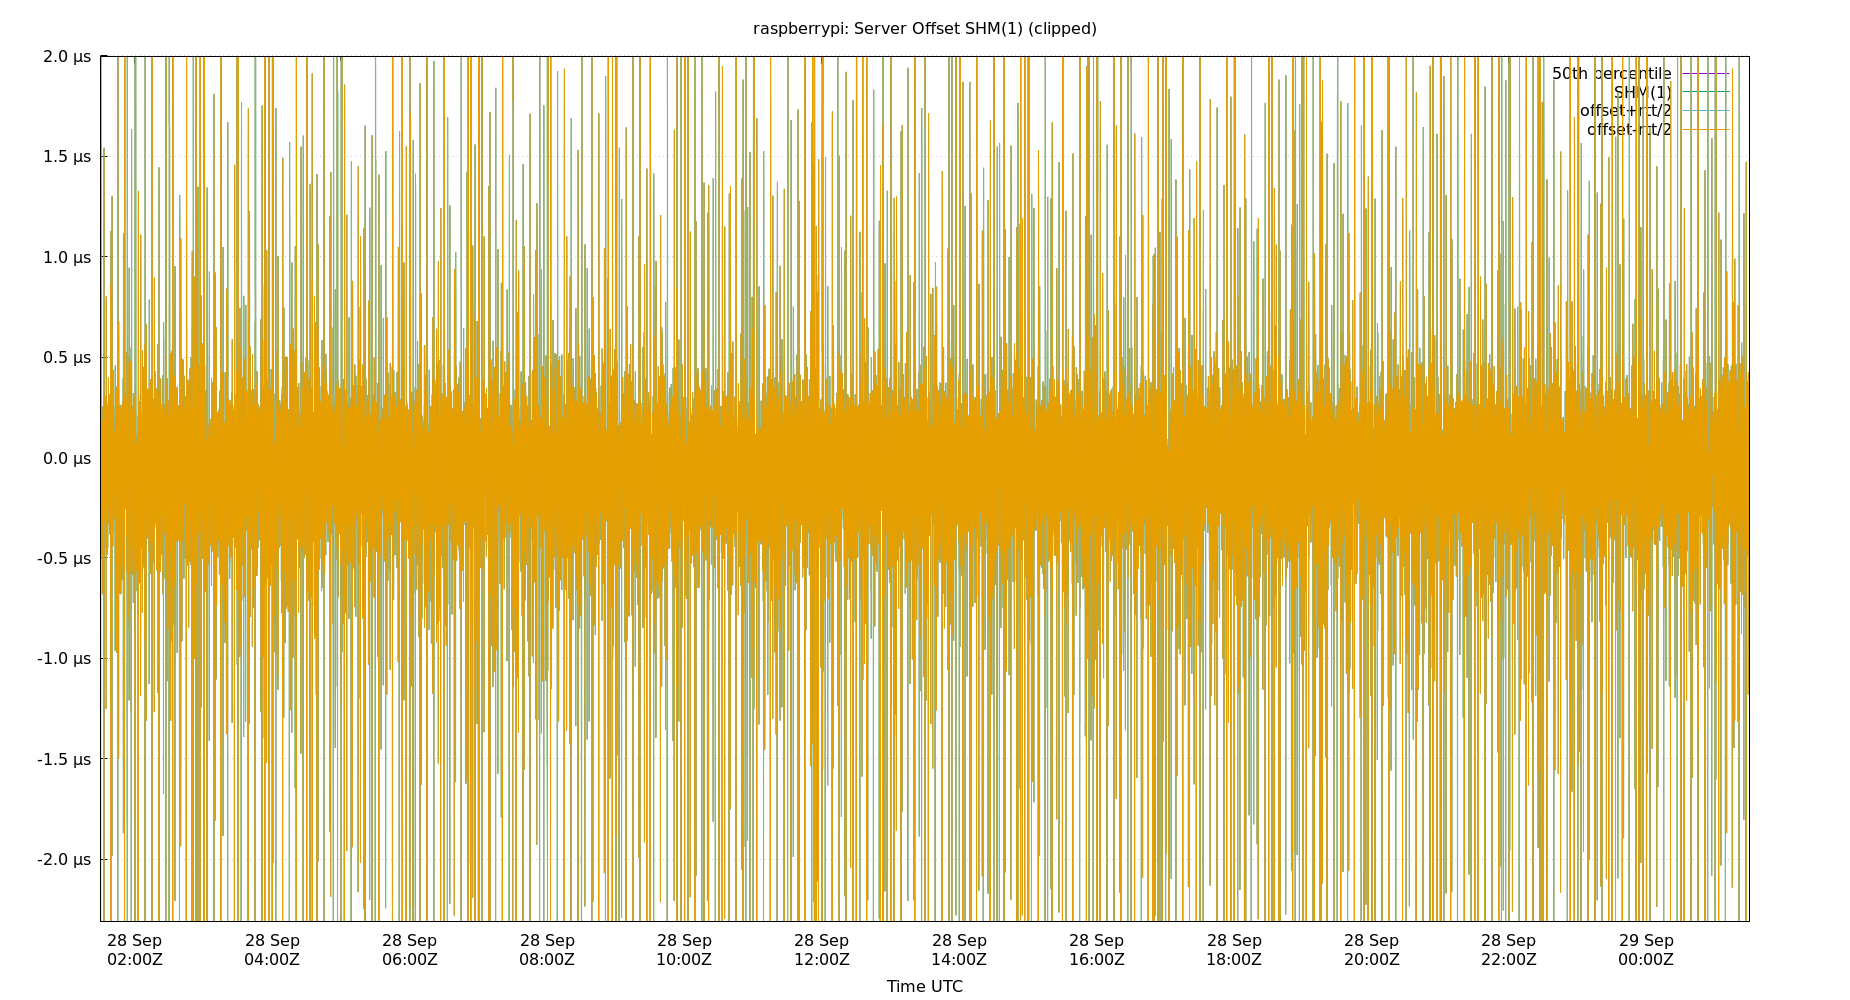 raspberrypi: Server Offset SHM(1) (clipped)
2.0 µs
1.5 µs
1.0 µs
0.5 µs
0.0 µs
-0.5 µs
-1.0 µs
-1.5 µs
-2.0 µs
50th percentile
SHM(1)
offset+rtt/2
offset-rtt/2
28 Sep
02:00Z
28 Sep
04:00Z
28 Sep
06:00Z
28 Sep
08:00Z
28 Sep
10:00Z
28 Sep
12:00Z
28 Sep
14:00Z
28 Sep
16:00Z
28 Sep
18:00Z
28 Sep
20:00Z
28 Sep
22:00Z
29 Sep
00:00Z
Time UTC